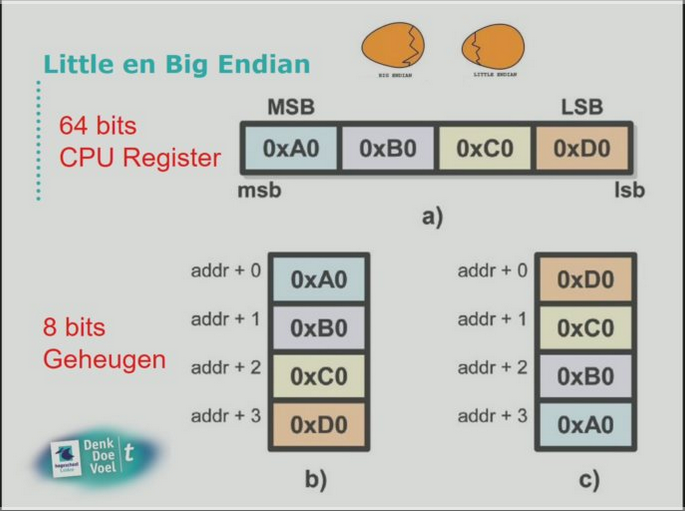 Little en Big Endian
BIG ENDIAN
LITTLE ENDIAN
64 bits
CPU Register
MSB
LSB
0xA0 0xB0 0xC0 0xD0
msb
lsb
a)
8 bits
Geheugen
addr + 0 0xA0
addr + 1 0xB0
addr + 2 0xC0
addr + 3 0xD0
b)
addr + 0 0xD0
addr + 1 0xC0
addr + 2 0xB0
addr + 3 0xA0
c)
hogeschool
Denk
Doe
Voel
t